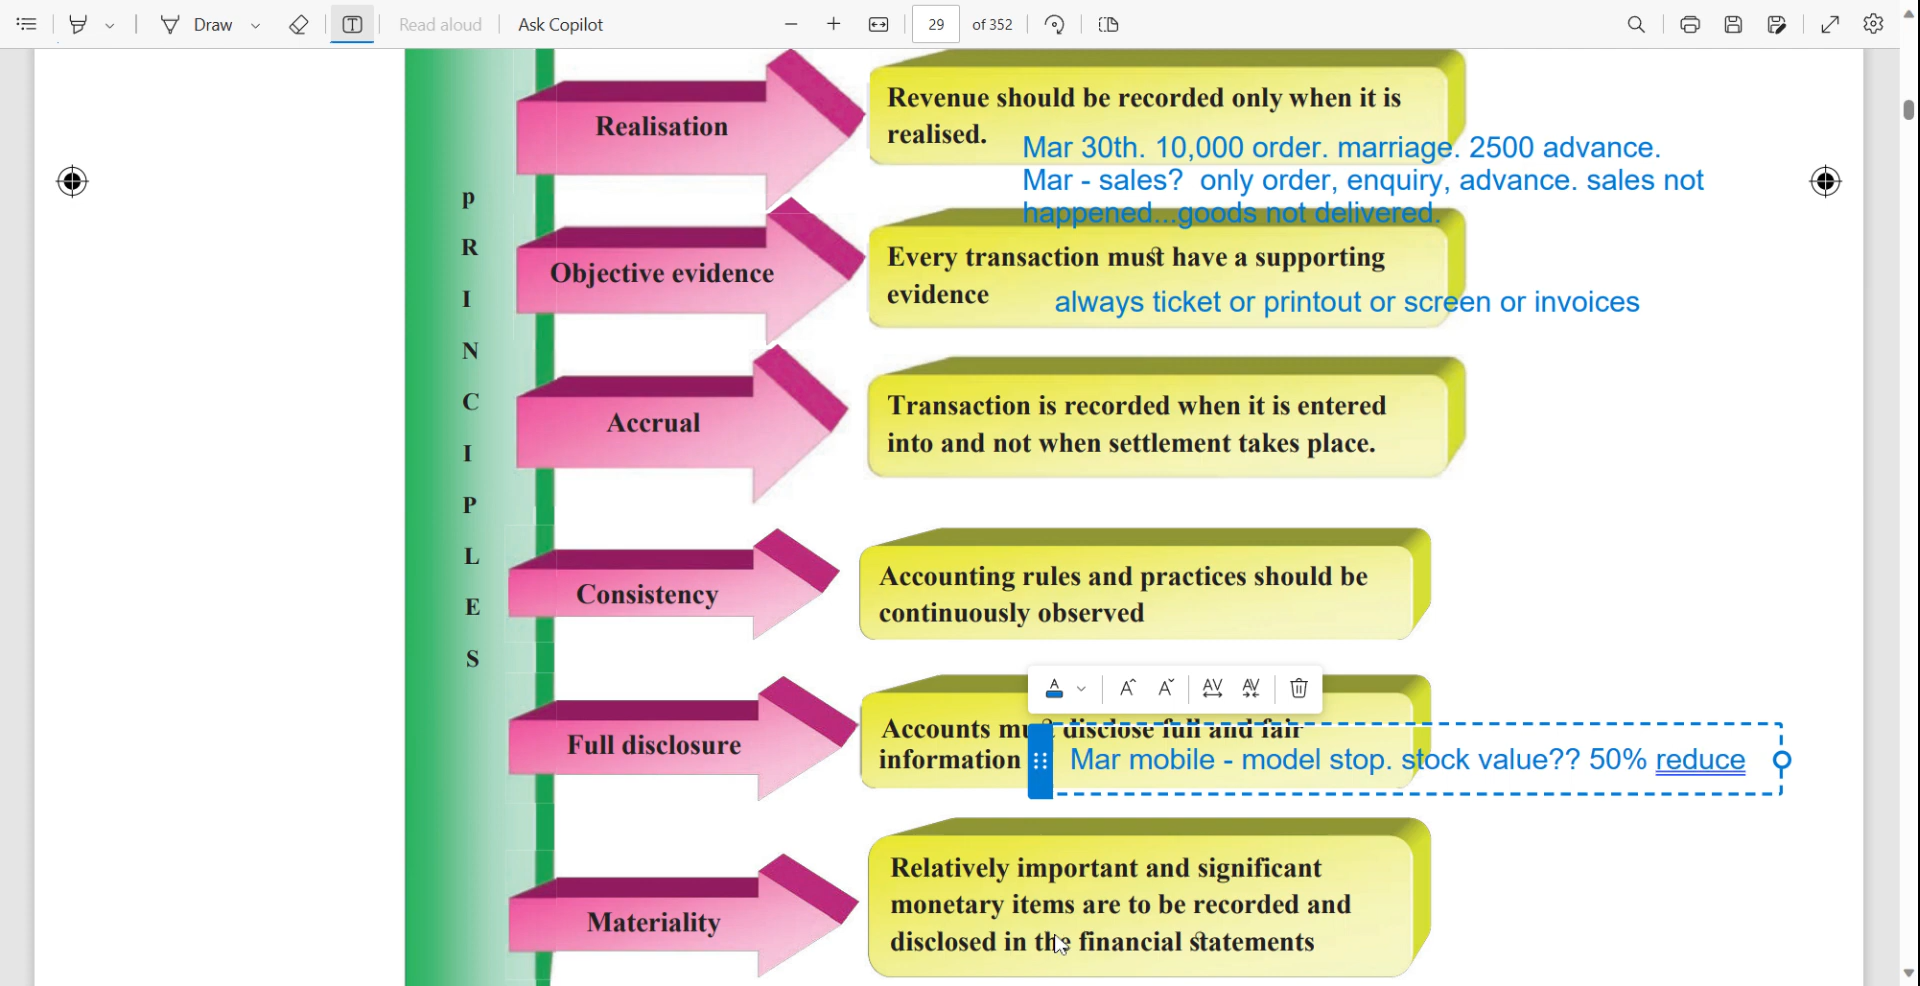 Draw
Read aloud
Ask Copilot
29 of 352
p
R
I
N
C
I
P
L
E
S
Realisation
Revenue should be recorded only when it is
realised.
Mar 30th. 10,000 order. marriage. 2500 advance.
Mar - sales? only order, enquiry, advance. sales not
happened...goods not delivered.
Objective evidence
Every transaction must have a supporting
evidence
always ticket or printout or screen or invoices
Accrual
Transaction is recorded when it is entered
into and not when settlement takes place.
Consistency
Accounting rules and practices should be
continuously observed
Full disclosure
Accounts must disclose full and fair
information
Mar mobile - model stop. stock value?? 50% reduce
Materiality
Relatively important and significant
monetary items are to be recorded and
disclosed in the financial statements